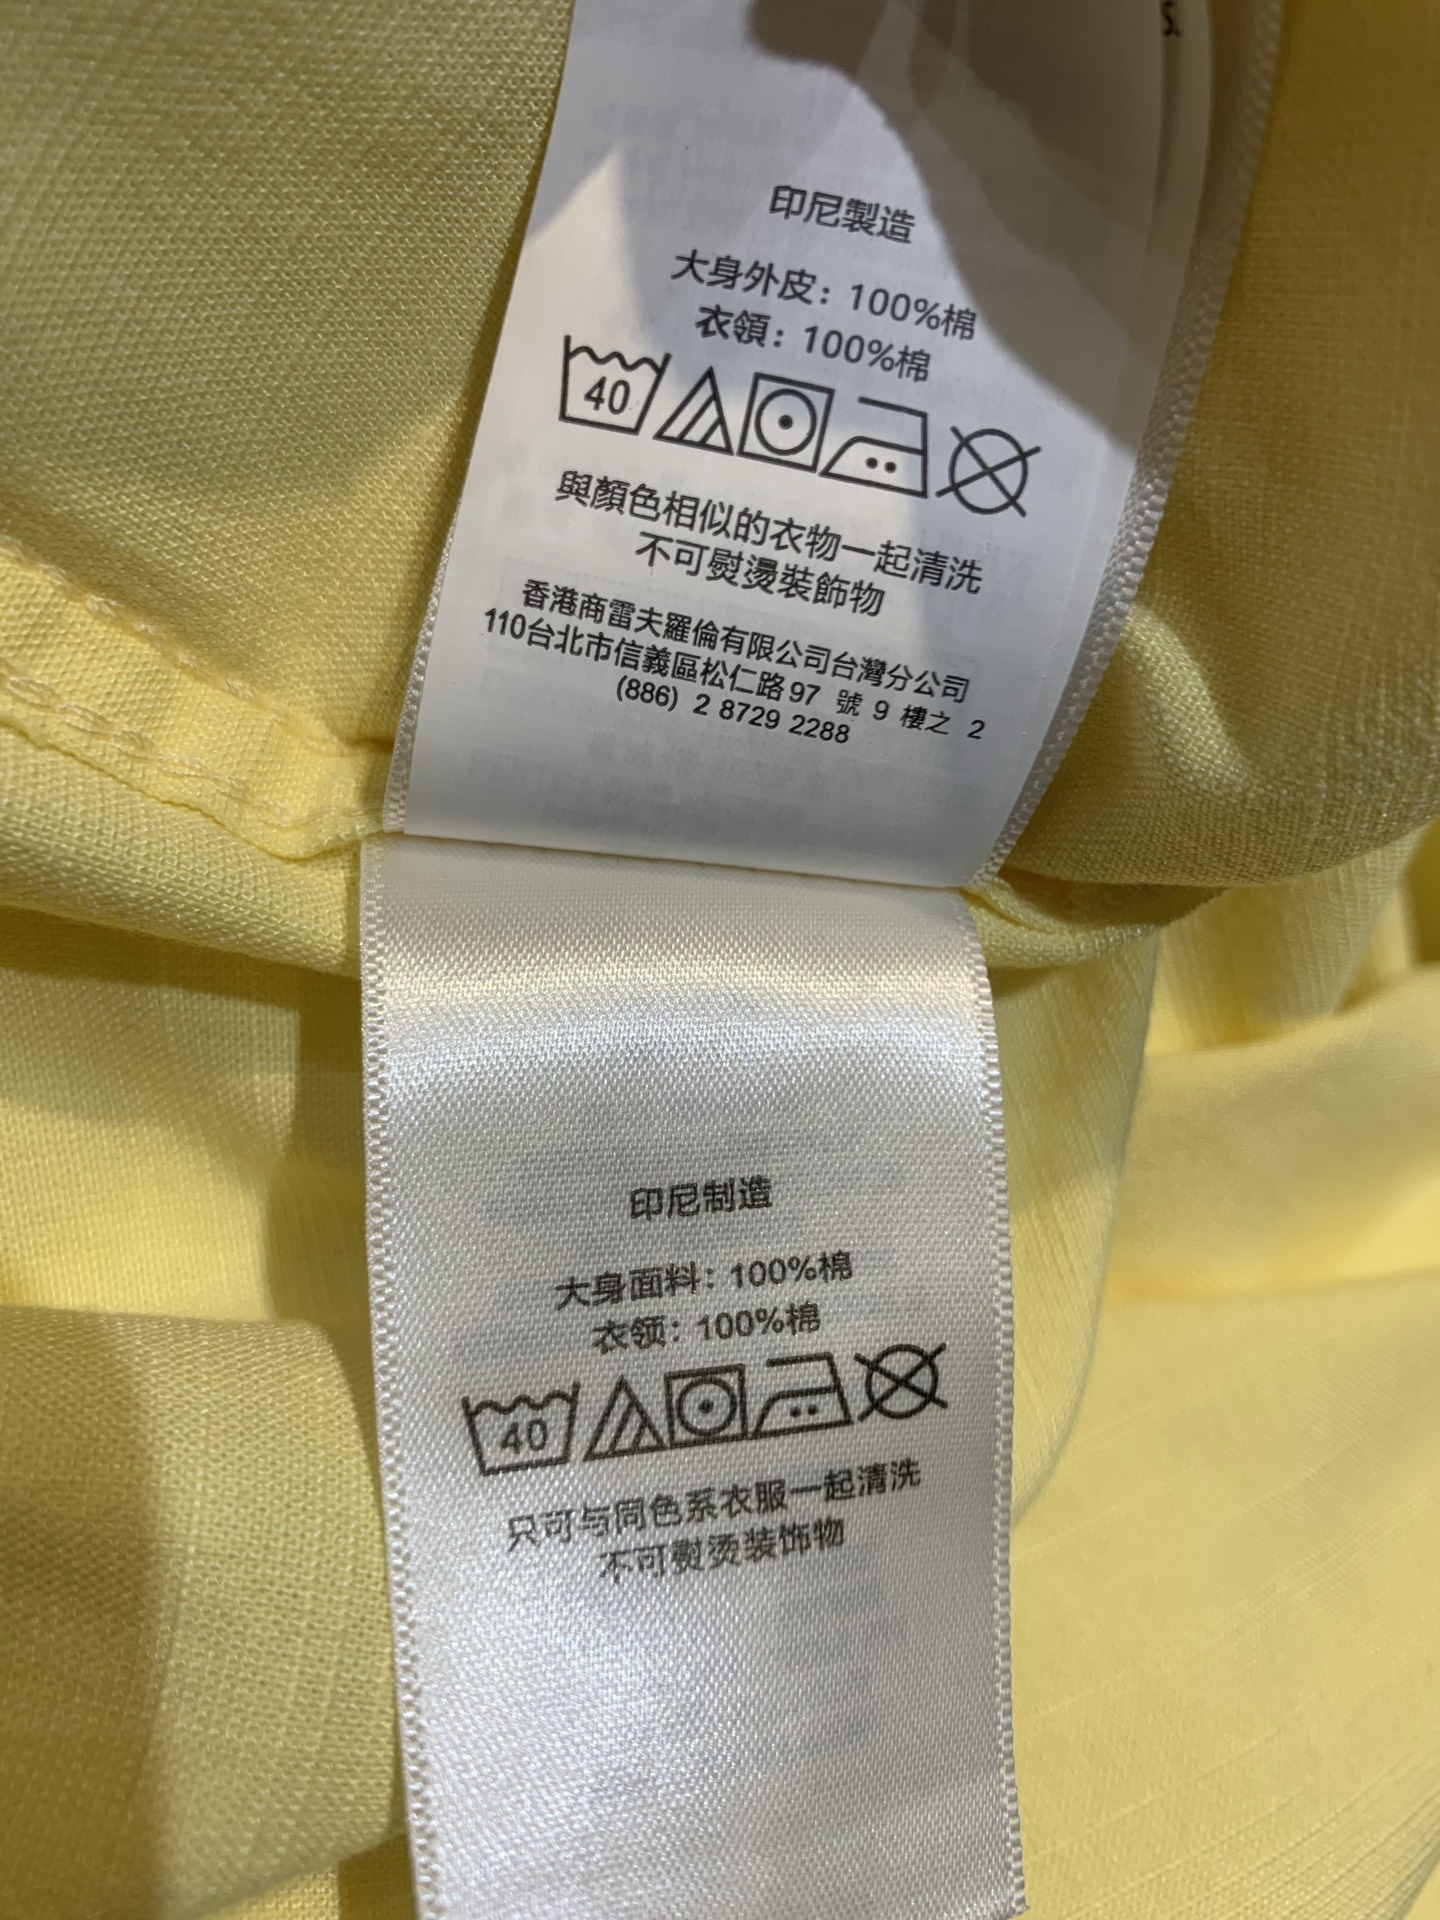 s.
印尼製造
大身外皮：100%棉
衣領：100%棉
40
與顏色相似的衣物一起清洗
不可熨燙裝飾物
香港商雷夫羅倫有限公司台灣分公司
110台北市信義區松仁路97 號 9 樓之 2
(886) 2 8729 2288
印尼制造
大身面料：100%棉
衣领：100%棉
40
只可与同色系衣服一起清洗
不可熨烫装饰物